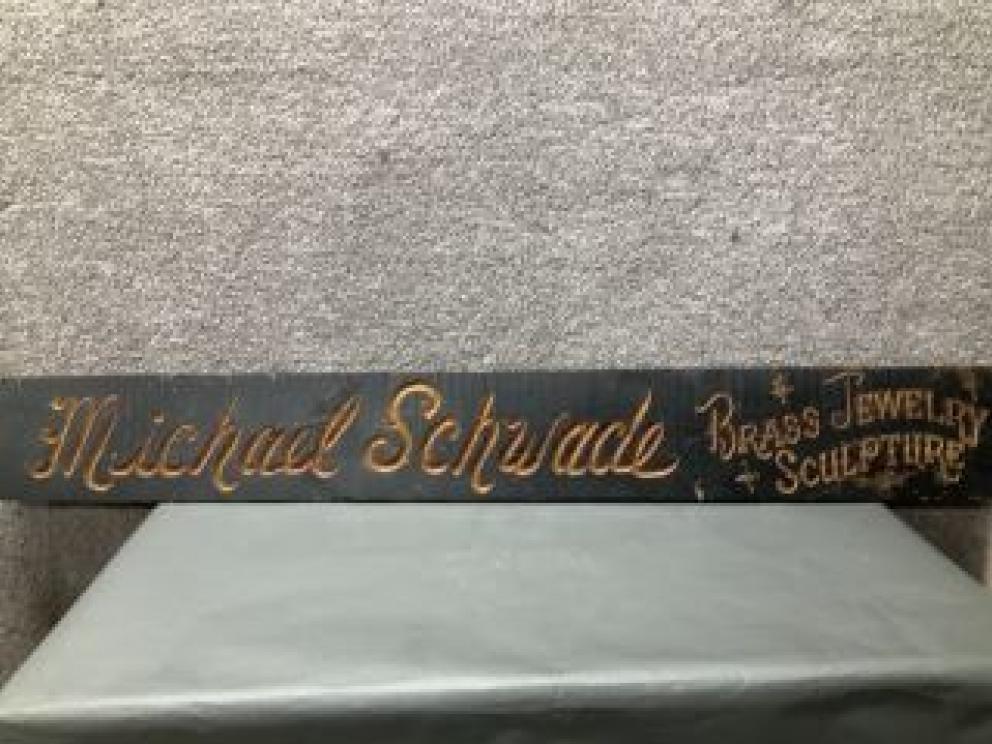 Michael Schwade
Brass Jewelry
+ Sculpture